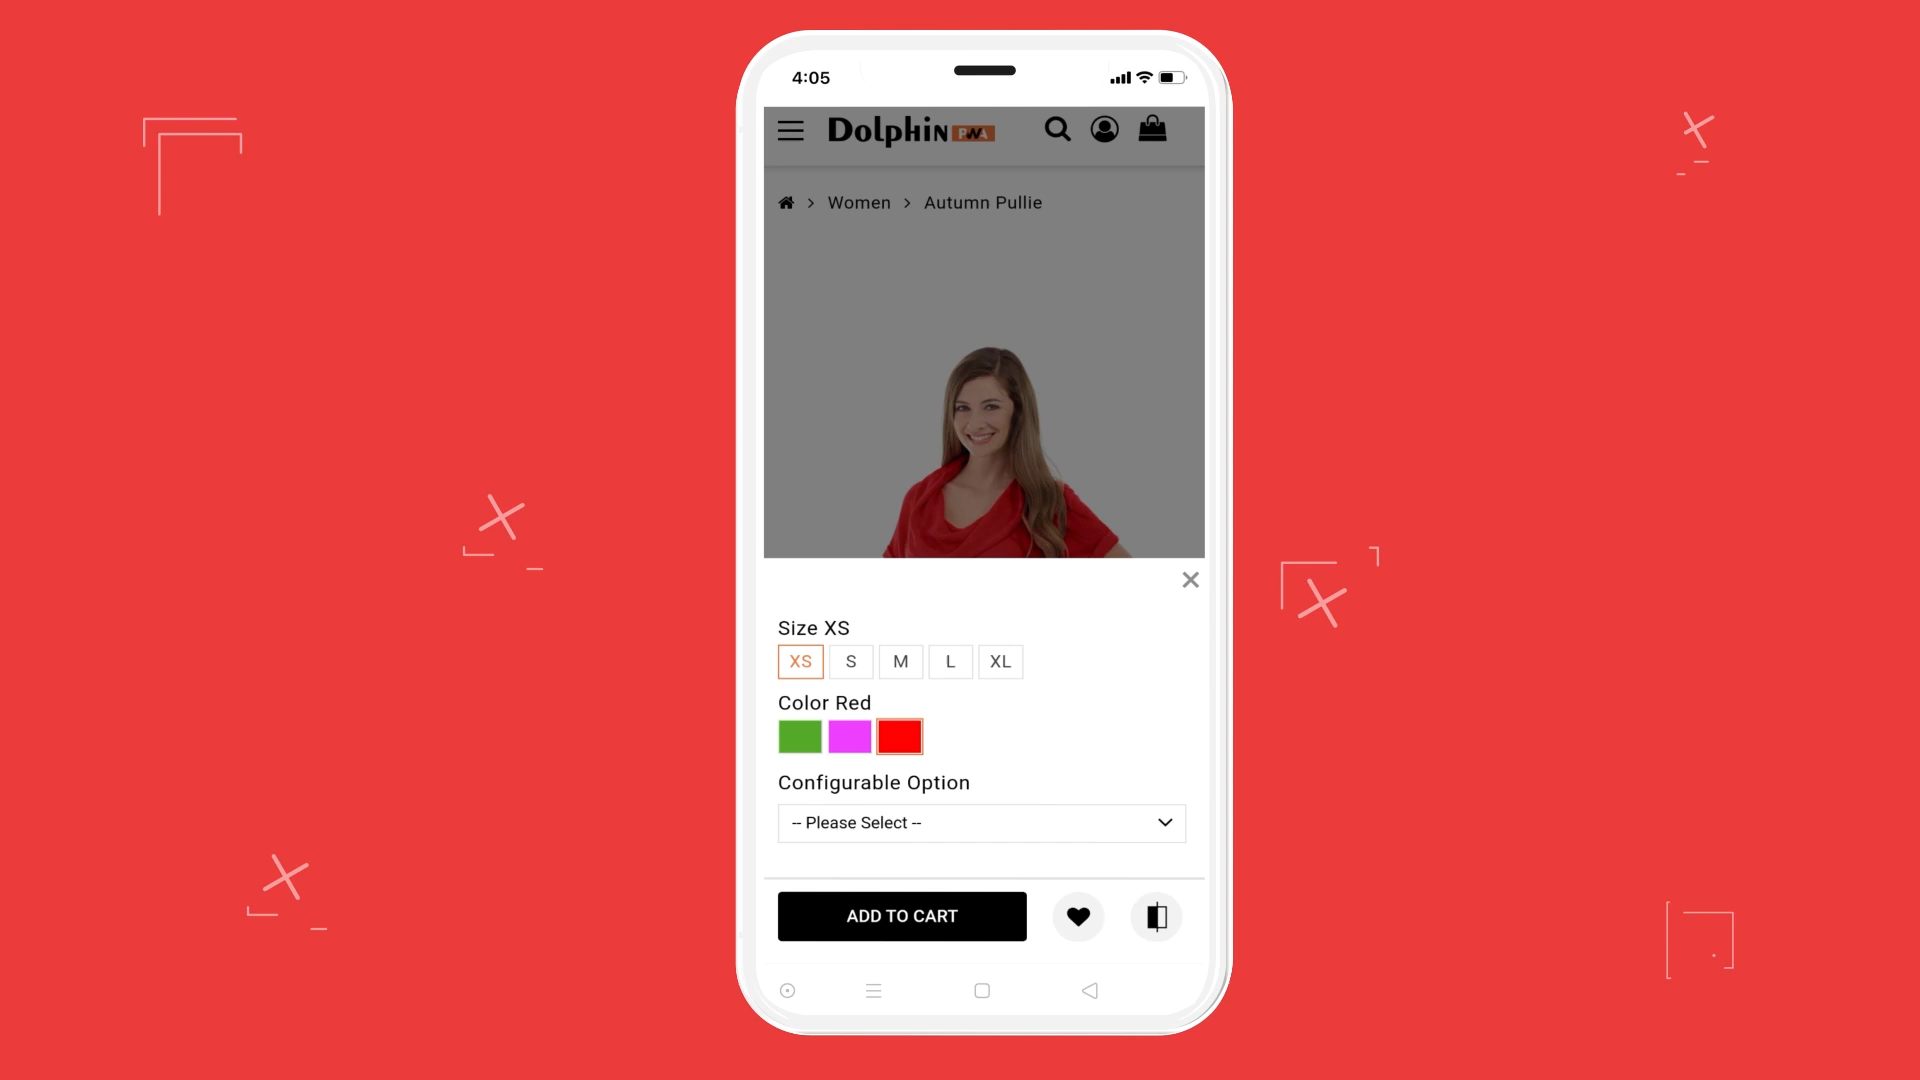 4:05
Dolphin PWA
Women > Autumn Pullie
Size XS
XS S M L XL
Color Red
Configurable Option
-- Please Select --
ADD TO CART